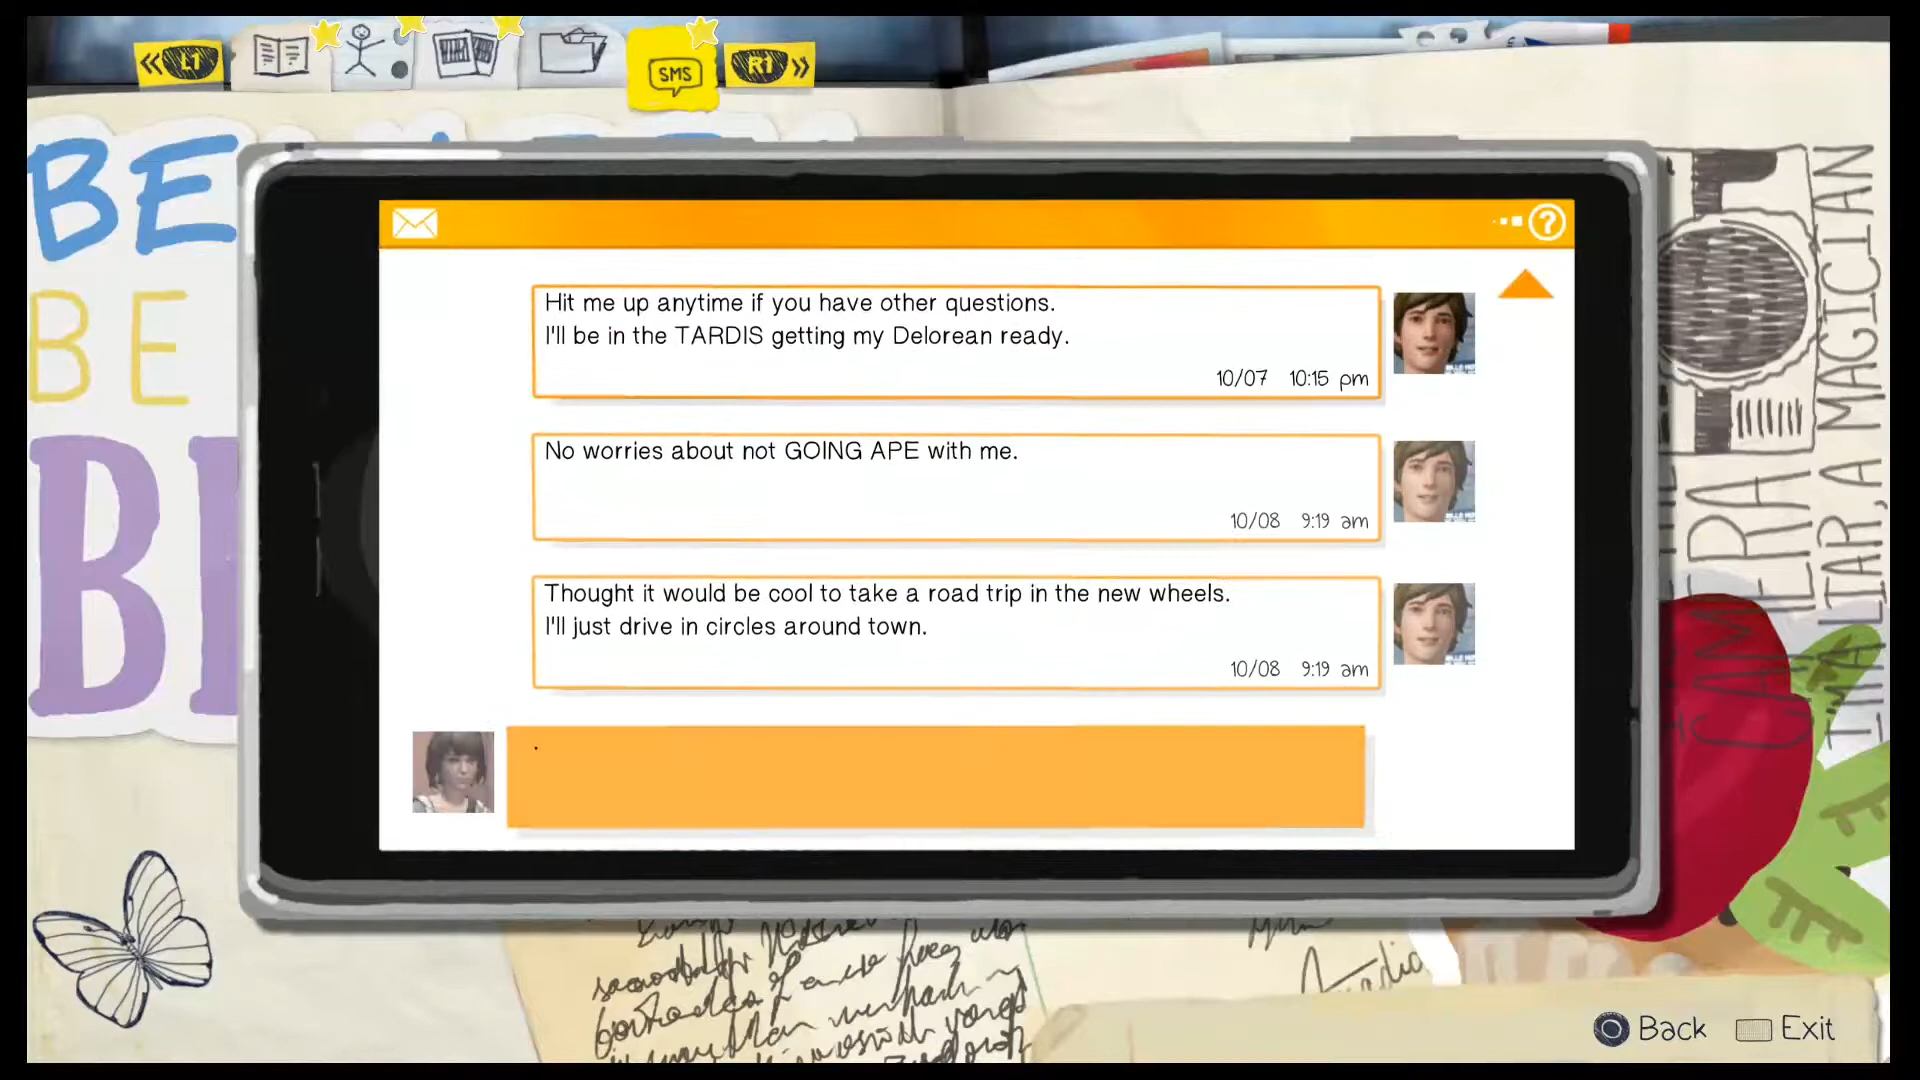 L1
SMS
R1
BE
BE
Hit me up anytime if you have other questions.
I'll be in the TARDIS getting my Delorean ready.
10/07 10:15 pm
No worries about not GOING APE with me.
10/08 9:19 am
Thought it would be cool to take a road trip in the new wheels.
I'll just drive in circles around town.
10/08 9:19 am
.
CAMERA
I'M A LIAR, A MAGICIAN
Back
Exit